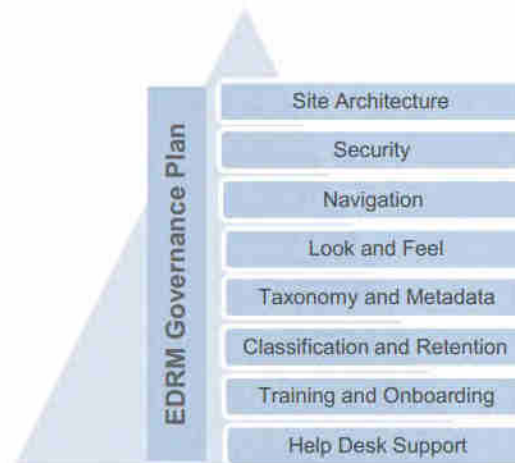 EDRM Governance Plan
Site Architecture
Security
Navigation
Look and Feel
Taxonomy and Metadata
Classification and Retention
Training and Onboarding
Help Desk Support